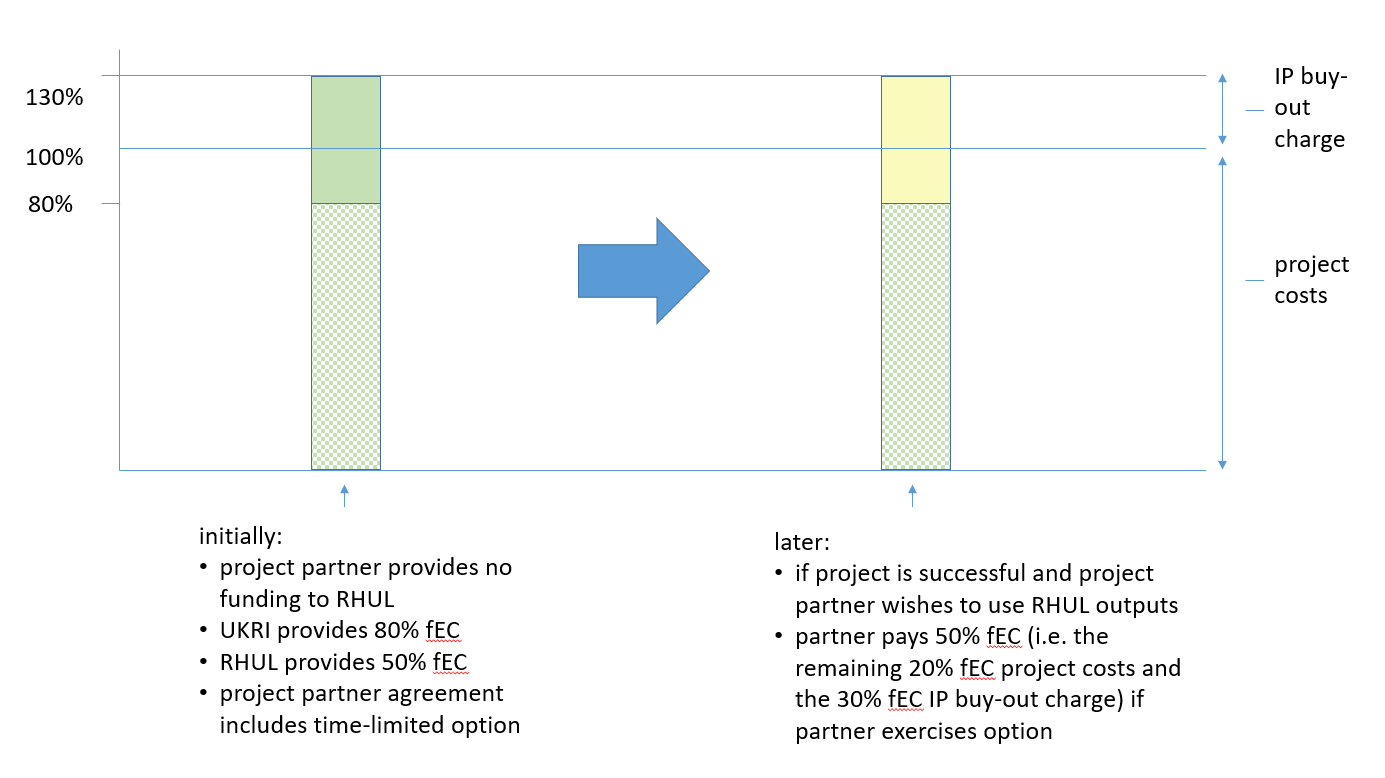 130%
100%
80%
IP buy-
out
charge
project
costs
initially:
• project partner provides no
funding to RHUL
• UKRI provides 80% fEC
• RHUL provides 50% fEC
• project partner agreement
includes time-limited option
later:
• if project is successful and project
partner wishes to use RHUL outputs
• partner pays 50% fEC (i.e. the
remaining 20% fEC project costs and
the 30% fEC IP buy-out charge) if
partner exercises option